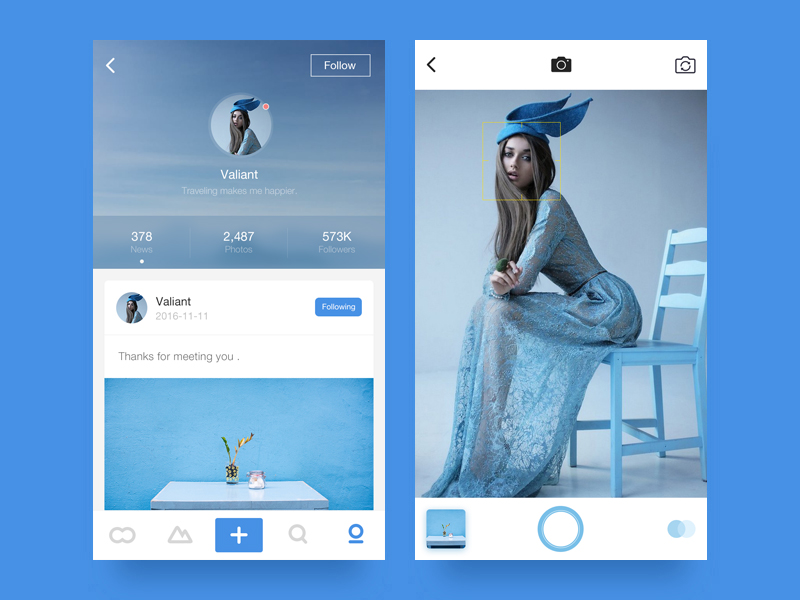 Follow
Valiant
Traveling makes me happier.
378
News
2,487
Photos
573K
Followers
Valiant
2016-11-11
Following
Thanks for meeting you .